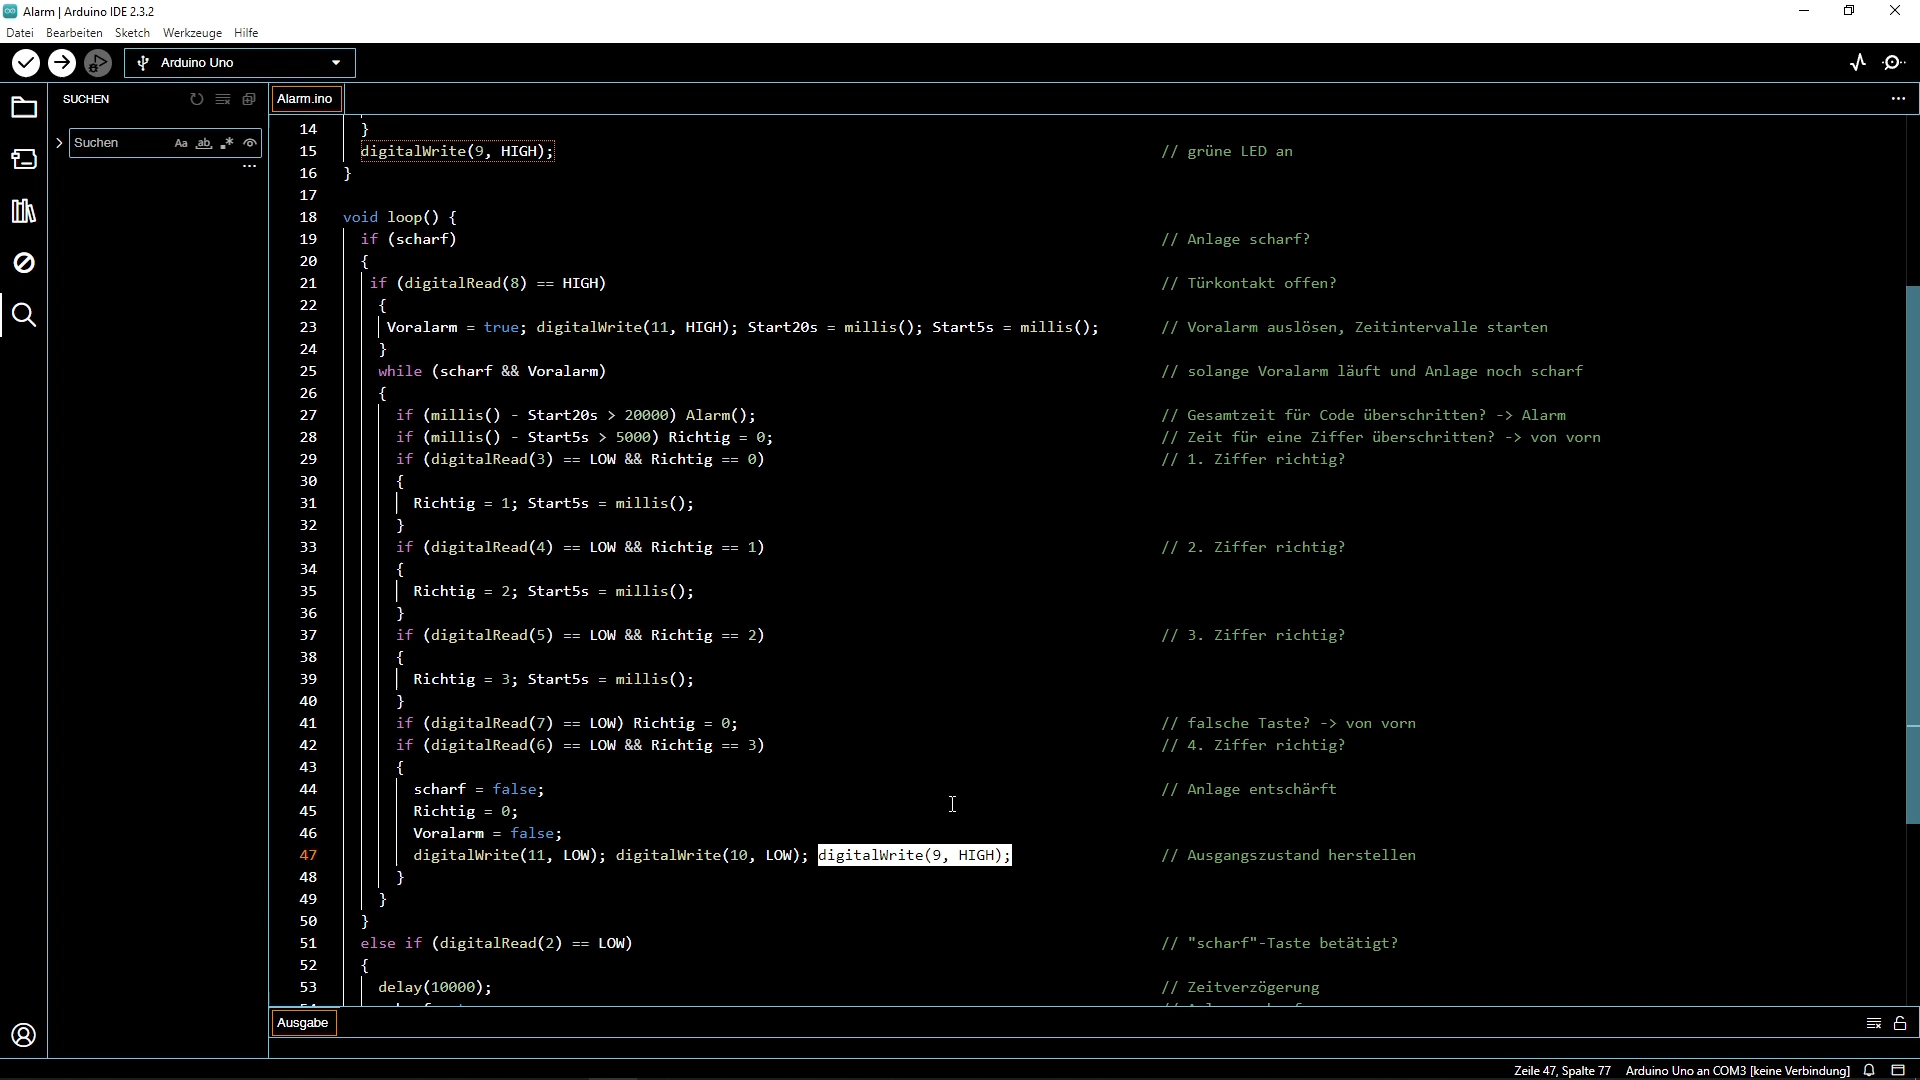 Alarm | Arduino IDE 2.3.2
Datei Bearbeiten Sketch Werkzeuge Hilfe
Arduino Uno
SUCHEN
Alarm.ino
Suchen Aa ab .*
14 }
15 digitalWrite(9, HIGH); // grüne LED an
16 }
17
18 void loop() {
19 if (scharf) // Anlage scharf?
20 {
21 if (digitalRead(8) == HIGH) // Türkontakt offen?
22 {
23 Voralarm = true; digitalWrite(11, HIGH); Start20s = millis(); Start5s = millis(); // Voralarm auslösen, Zeitintervalle starten
24 }
25 while (scharf && Voralarm) // solange Voralarm läuft und Anlage noch scharf
26 {
27 if (millis() - Start20s > 20000) Alarm(); // Gesamtzeit für Code überschritten? -> Alarm
28 if (millis() - Start5s > 5000) Richtig = 0; // Zeit für eine Ziffer überschritten? -> von vorn
29 if (digitalRead(3) == LOW && Richtig == 0) // 1. Ziffer richtig?
30 {
31 Richtig = 1; Start5s = millis();
32 }
33 if (digitalRead(4) == LOW && Richtig == 1) // 2. Ziffer richtig?
34 {
35 Richtig = 2; Start5s = millis();
36 }
37 if (digitalRead(5) == LOW && Richtig == 2) // 3. Ziffer richtig?
38 {
39 Richtig = 3; Start5s = millis();
40 }
41 if (digitalRead(7) == LOW) Richtig = 0; // falsche Taste? -> von vorn
42 if (digitalRead(6) == LOW && Richtig == 3) // 4. Ziffer richtig?
43 {
44 scharf = false; // Anlage entschärft
45 Richtig = 0;
46 Voralarm = false;
47 digitalWrite(11, LOW); digitalWrite(10, LOW); digitalWrite(9, HIGH); // Ausgangszustand herstellen
48 }
49 }
50 }
51 else if (digitalRead(2) == LOW) // "scharf"-Taste betätigt?
52 {
53 delay(10000); // Zeitverzögerung
Ausgabe
Zeile 47, Spalte 77 Arduino Uno an COM3 [keine Verbindung]